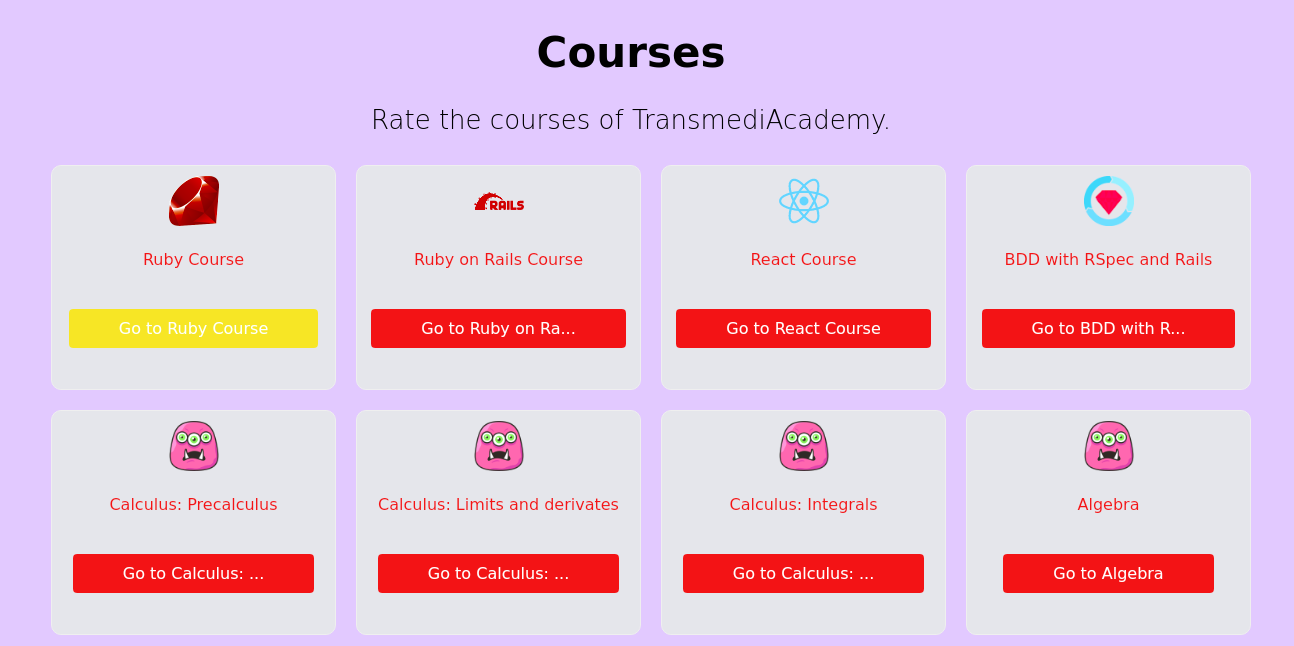 Courses
Rate the courses of TransmediAcademy.
RAILS
Ruby Course
Ruby on Rails Course
React Course
BDD with RSpec and Rails
Go to Ruby Course
Go to Ruby on Ra...
Go to React Course
Go to BDD with R...
Calculus: Precalculus
Calculus: Limits and derivates
Calculus: Integrals
Algebra
Go to Calculus: ...
Go to Calculus: ...
Go to Calculus: ...
Go to Algebra